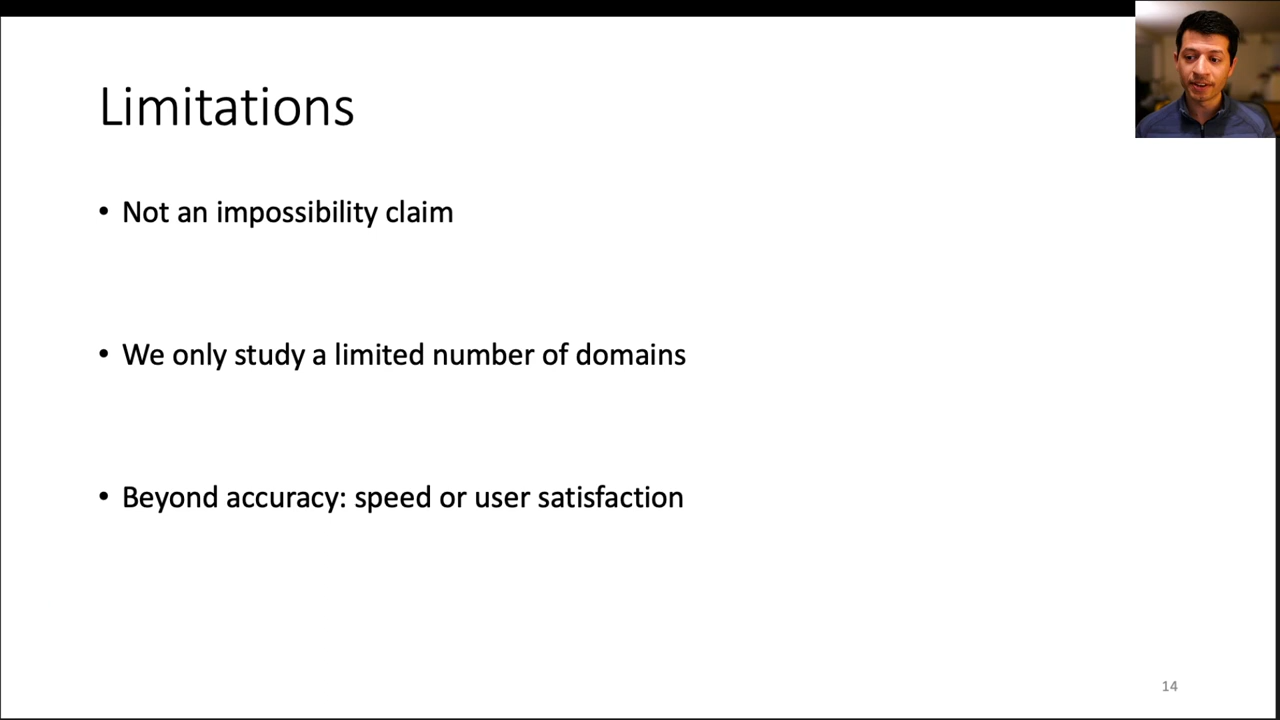 Limitations
• Not an impossibility claim
• We only study a limited number of domains
• Beyond accuracy: speed or user satisfaction
14